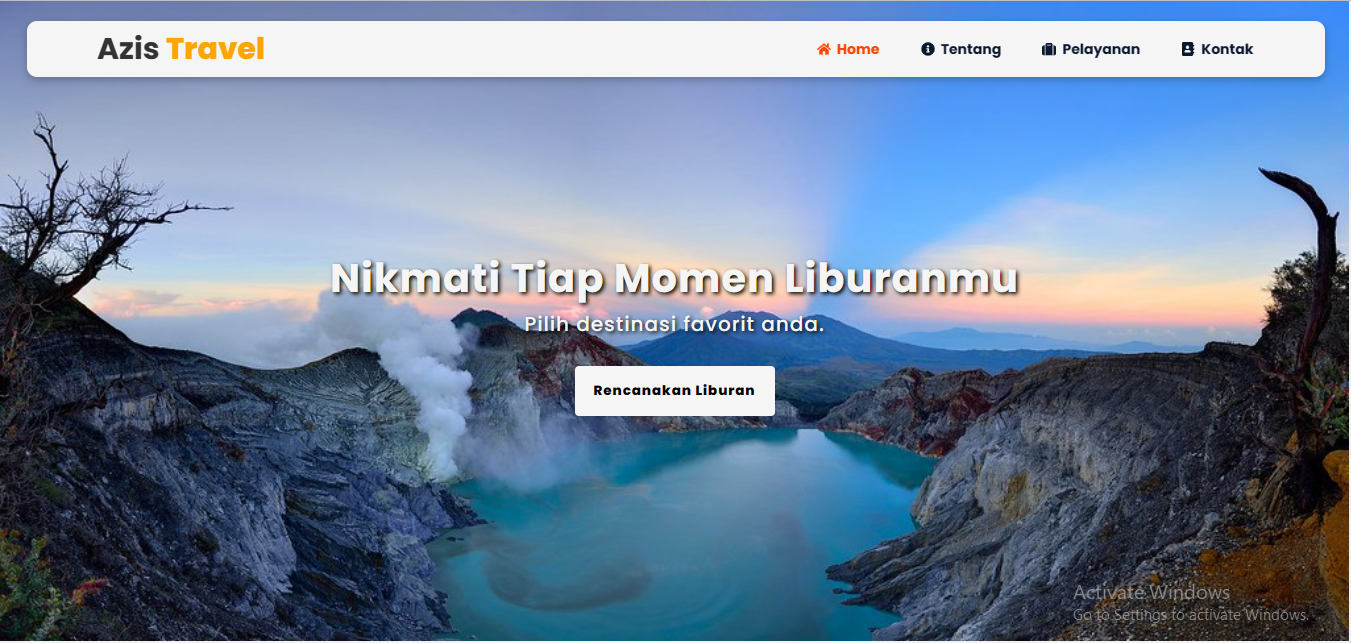 Azis Travel
Home
Tentang
Pelayanan
Kontak
Nikmati Tiap Momen Liburanmu
Pilih destinasi favorit anda.
Rencanakan Liburan
Activate Windows
Go to Settings to activate Windows.